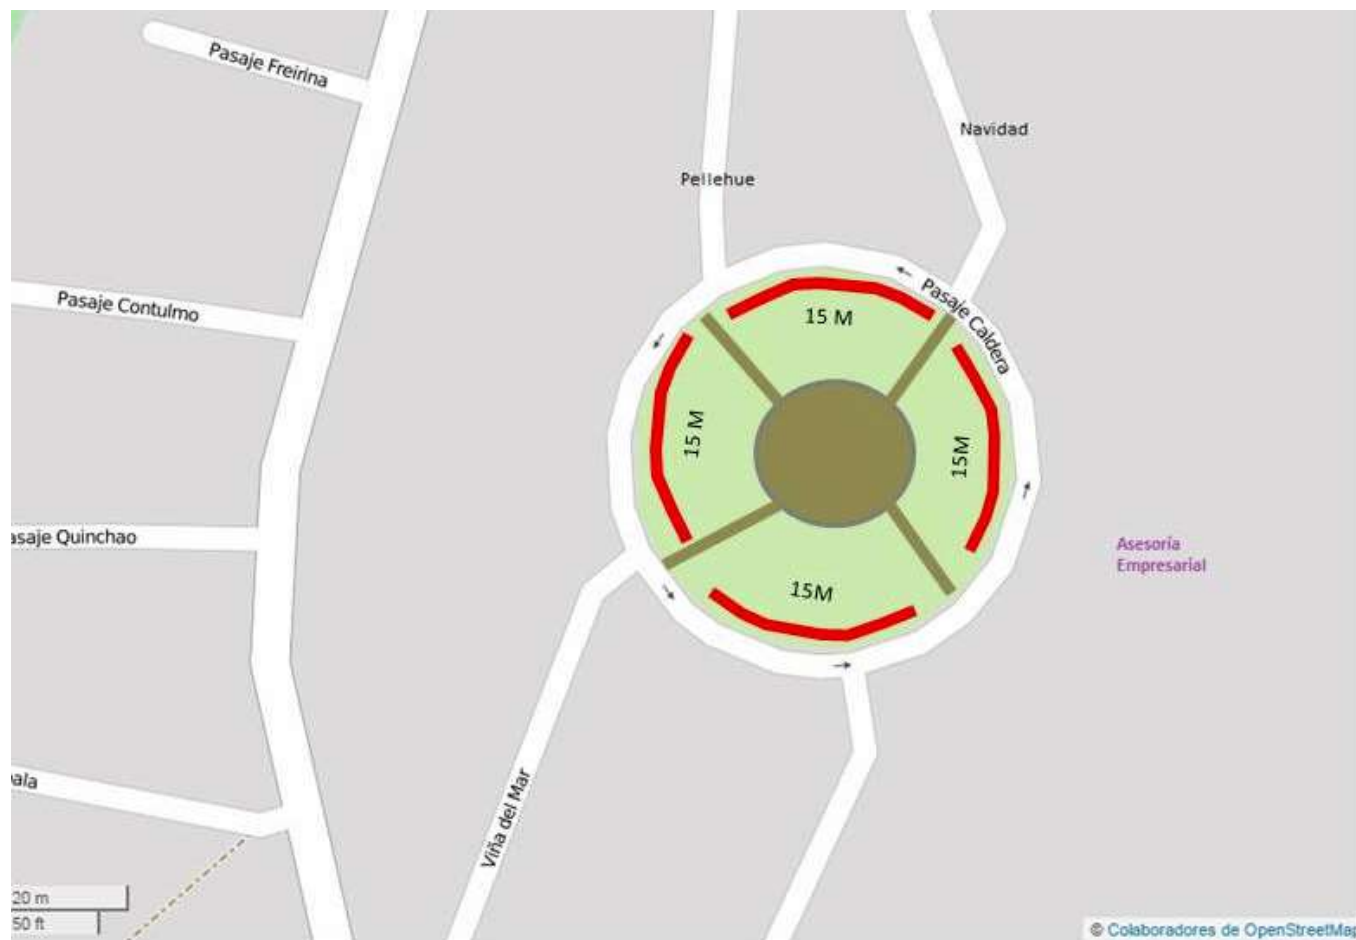 Pasaje Freirina
Navidad
Pellehue
Pasaje Caldera
Pasaje Contulmo
15 M
15 M
15M
asaje Quinchao
Asesoría
Empresarial
15M
ala
Viña del Mar
20 m
50 ft
© Colaboradores de OpenStreetMap